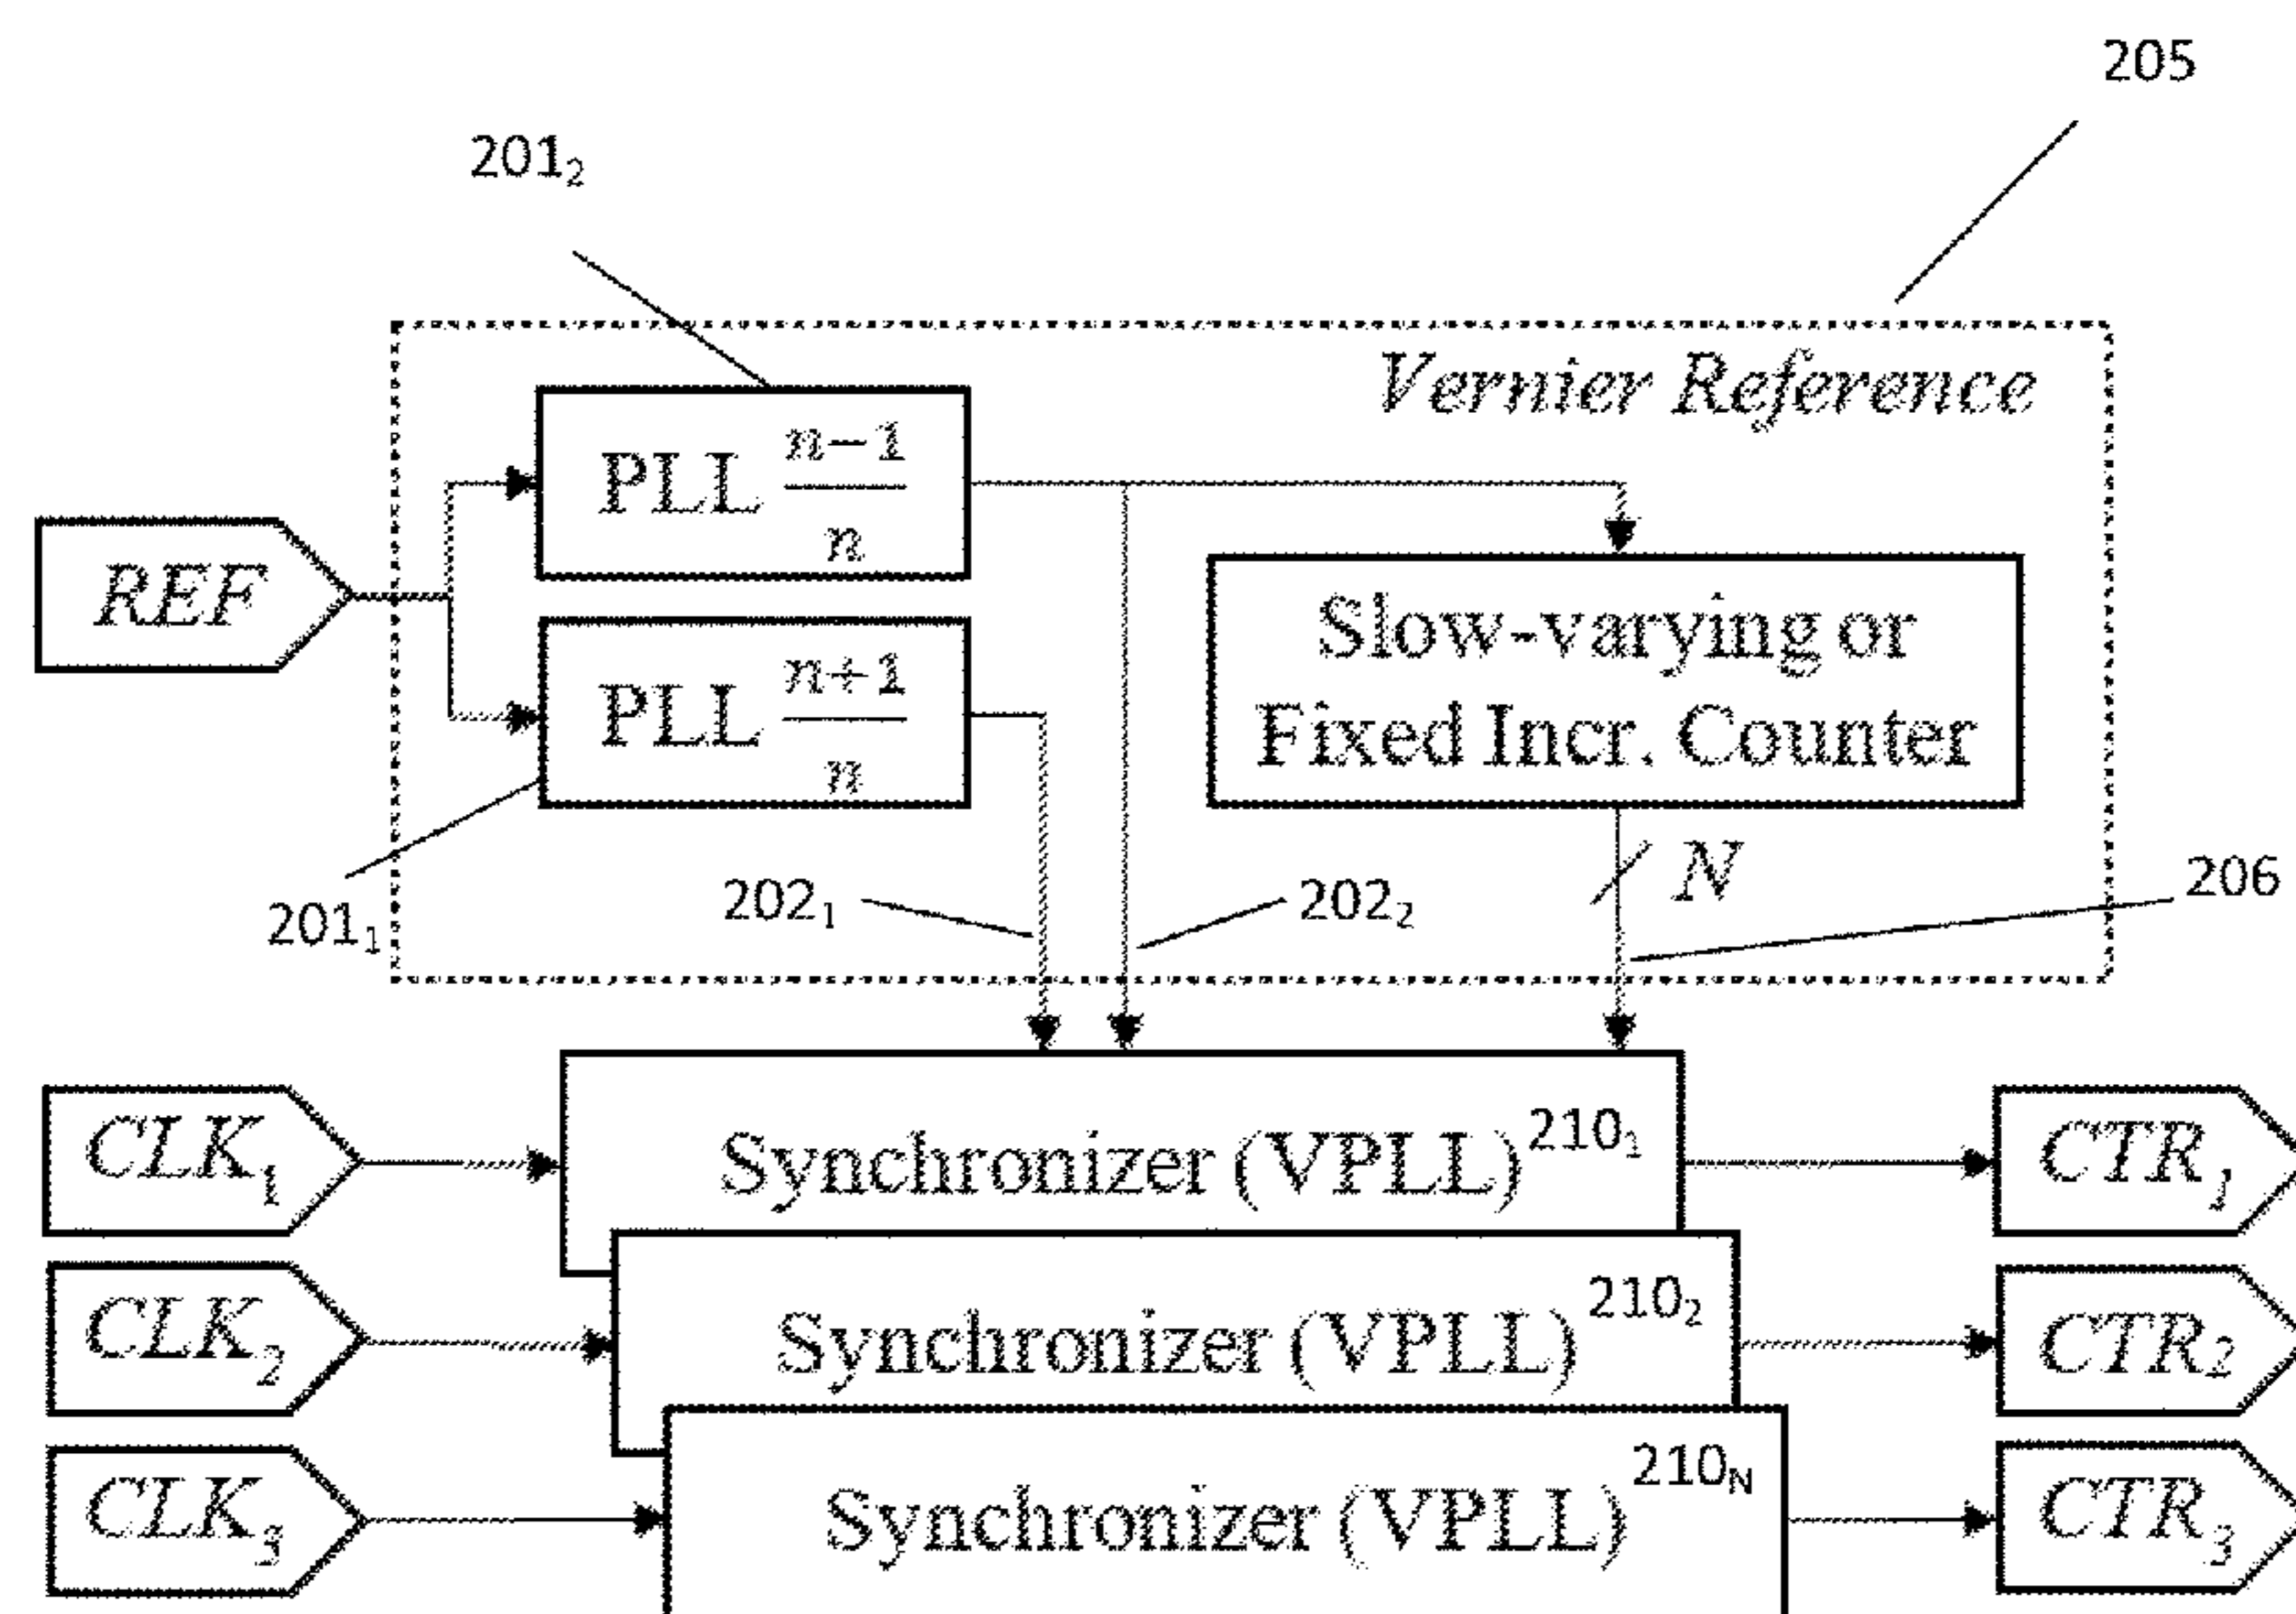 205
201₂
Vernier Reference
PLL n−1
n
REF
Slow-varying or
Fixed Incr. Counter
PLL n+1
n
201₁
202₁
202₂
N
206
CLK₁
Synchronizer (VPLL) 210₁
CTR₁
CLK₂
Synchronizer (VPLL) 210₂
CTR₂
CLK₃
Synchronizer (VPLL) 210N
CTR₃